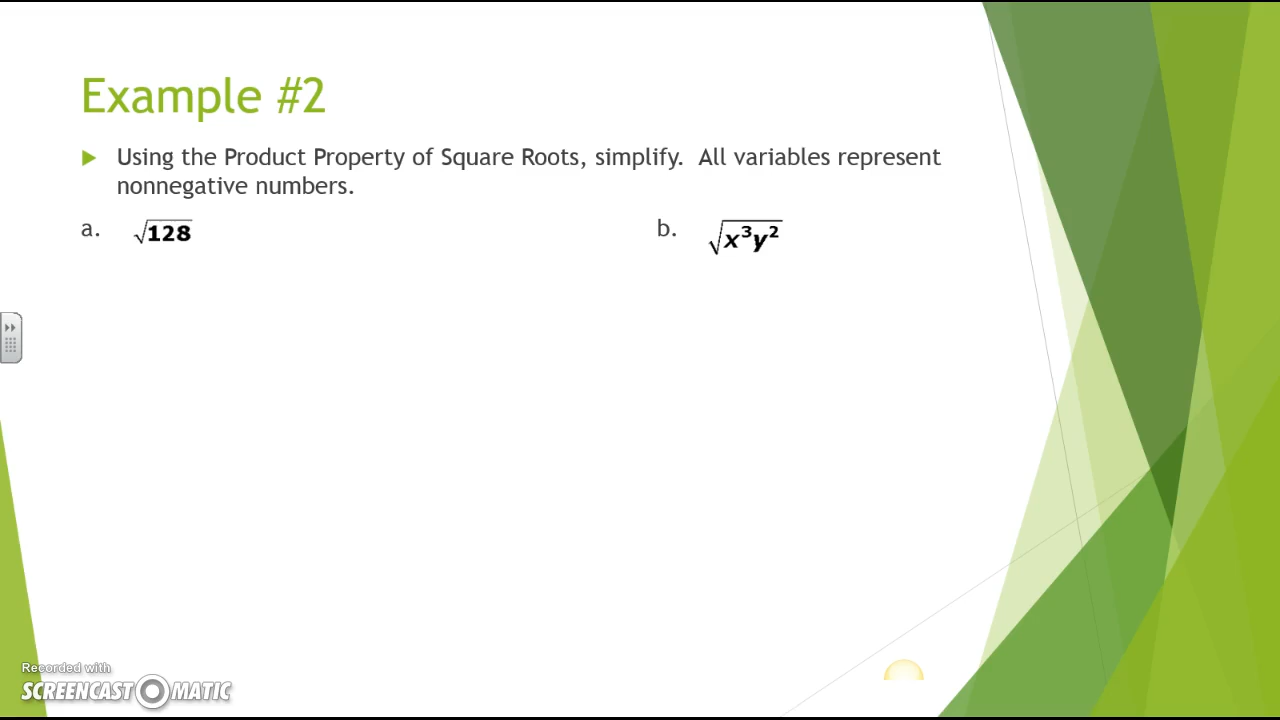 Example #2
Using the Product Property of Square Roots, simplify.  All variables represent
nonnegative numbers.
a. √128 b. √x³y²
Recorded with
SCREENCAST O MATIC